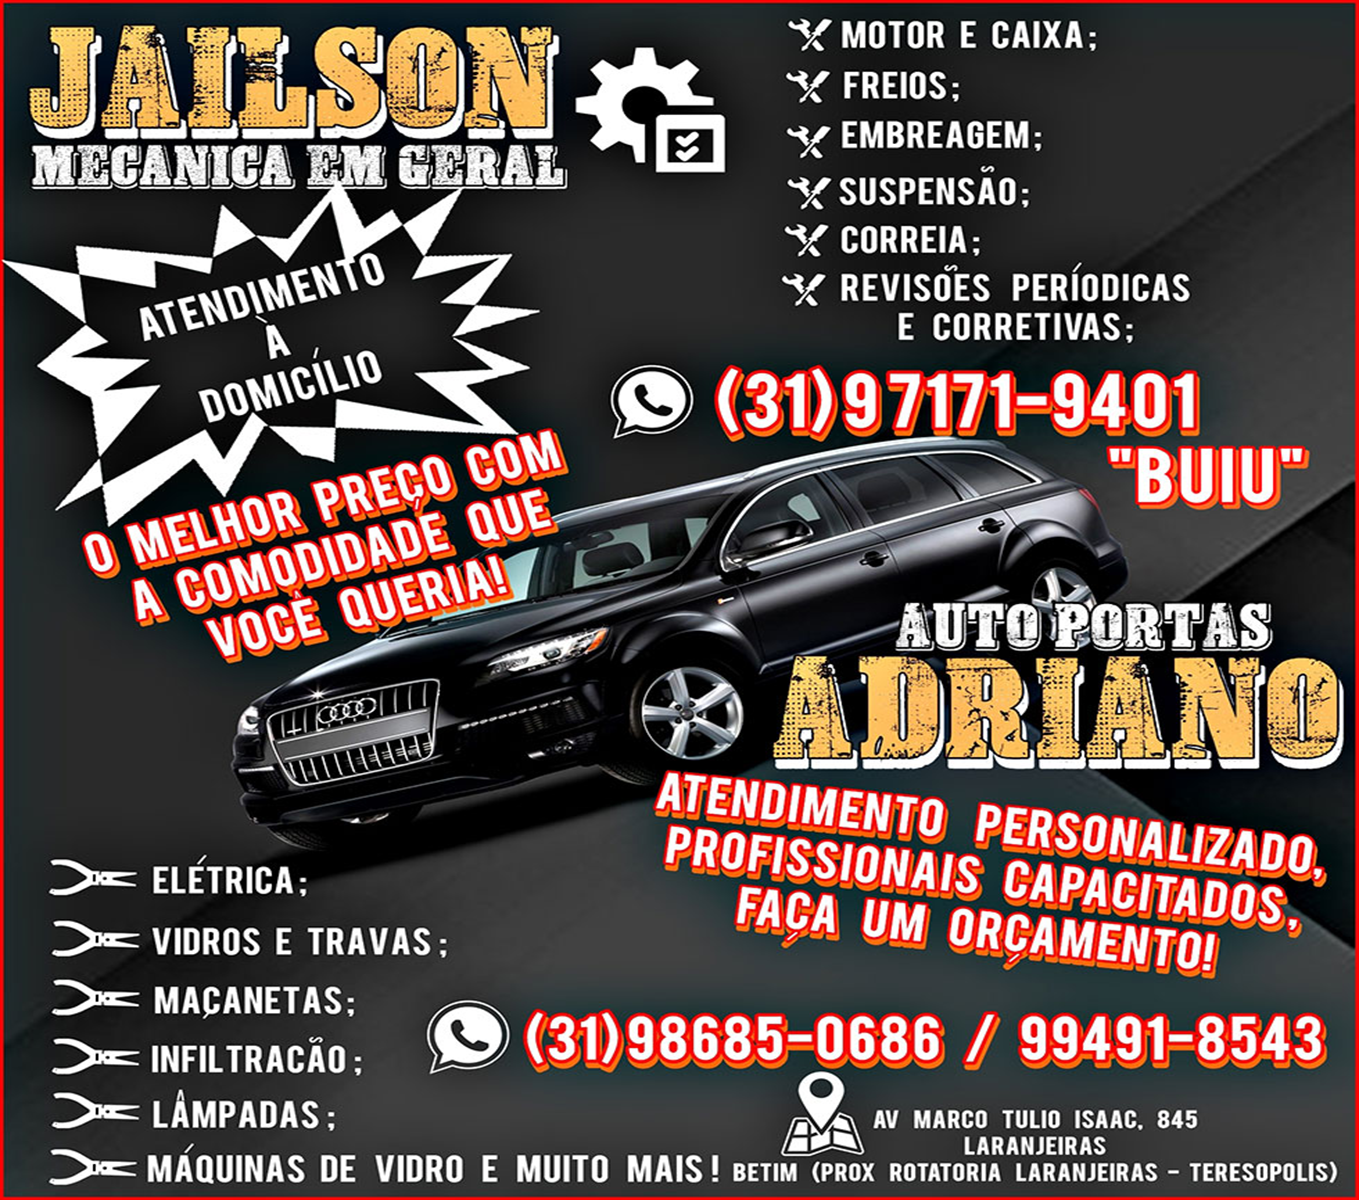 JAILSON
MECANICA EM GERAL
MOTOR E CAIXA;
FREIOS;
EMBREAGEM;
SUSPENSÃO;
CORREIA;
REVISÕES PERÍODICAS
E CORRETIVAS;
ATENDIMENTO
À
DOMICÍLIO
(31)97171-9401
"BUIU"
O MELHOR PREÇO COM
A COMODIDADE QUE
VOCÊ QUERIA!
AUTO PORTAS
ADRIANO
ATENDIMENTO PERSONALIZADO,
PROFISSIONAIS CAPACITADOS,
FAÇA UM ORÇAMENTO!
ELÉTRICA;
VIDROS E TRAVAS;
MAÇANETAS;
INFILTRACÃO;
LÂMPADAS;
MÁQUINAS DE VIDRO E MUITO MAIS!
(31)98685-0686 / 99491-8543
AV MARCO TULIO ISAAC, 845
LARANJEIRAS
BETIM (PROX ROTATORIA LARANJEIRAS - TERESOPOLIS)